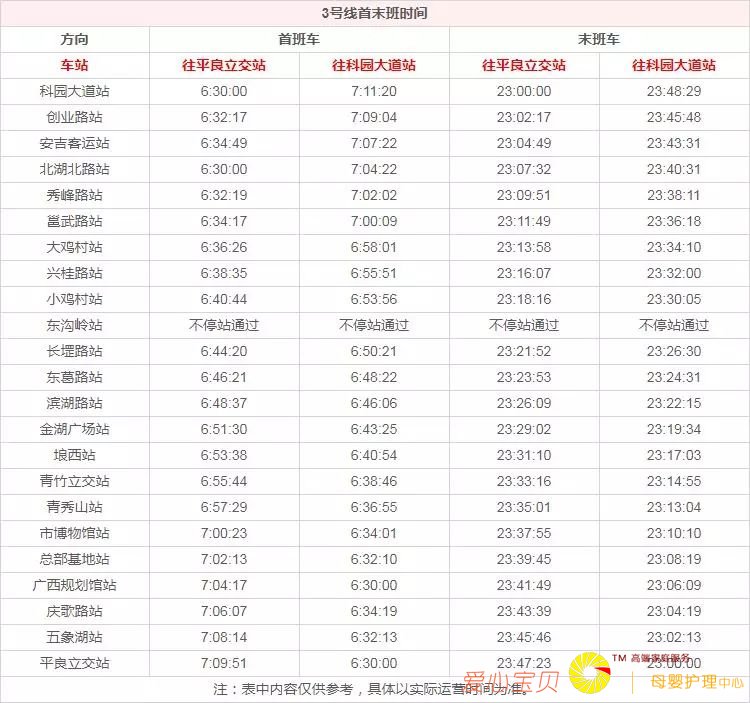 3号线首末班时间
方向 首班车 末班车
车站 往平良立交站 往科园大道站 往平良立交站 往科园大道站
科园大道站 6:30:00 7:11:20 23:00:00 23:48:29
创业路站 6:32:17 7:09:04 23:02:17 23:45:48
安吉客运站 6:34:49 7:07:22 23:04:49 23:43:31
北湖北路站 6:30:00 7:04:22 23:07:32 23:40:31
秀峰路站 6:32:19 7:02:02 23:09:51 23:38:11
邕武路站 6:34:17 7:00:09 23:11:49 23:36:18
大鸡村站 6:36:26 6:58:01 23:13:58 23:34:10
兴桂路站 6:38:35 6:55:51 23:16:07 23:32:00
小鸡村站 6:40:44 6:53:56 23:18:16 23:30:05
东沟岭站 不停站通过 不停站通过 不停站通过 不停站通过
长堽路站 6:44:20 6:50:21 23:21:52 23:26:30
东葛路站 6:46:21 6:48:22 23:23:53 23:24:31
滨湖路站 6:48:37 6:46:06 23:26:09 23:22:15
金湖广场站 6:51:30 6:43:25 23:29:02 23:19:34
埌西站 6:53:38 6:40:54 23:31:10 23:17:03
青竹立交站 6:55:44 6:38:46 23:33:16 23:14:55
青秀山站 6:57:29 6:36:55 23:35:01 23:13:04
市博物馆站 7:00:23 6:34:01 23:37:55 23:10:10
总部基地站 7:02:13 6:32:10 23:39:45 23:08:19
广西规划馆站 7:04:17 6:30:00 23:41:49 23:06:09
庆歌路站 7:06:07 6:34:19 23:43:39 23:04:19
五象湖站 7:08:14 6:32:13 23:45:46 23:02:13
平良立交站 7:09:51 6:30:00 23:47:23 23:00:00
注：表中内容仅供参考，具体以实际运营时间为准。
爱心宝贝
TM 高端家庭服务
母婴护理中心